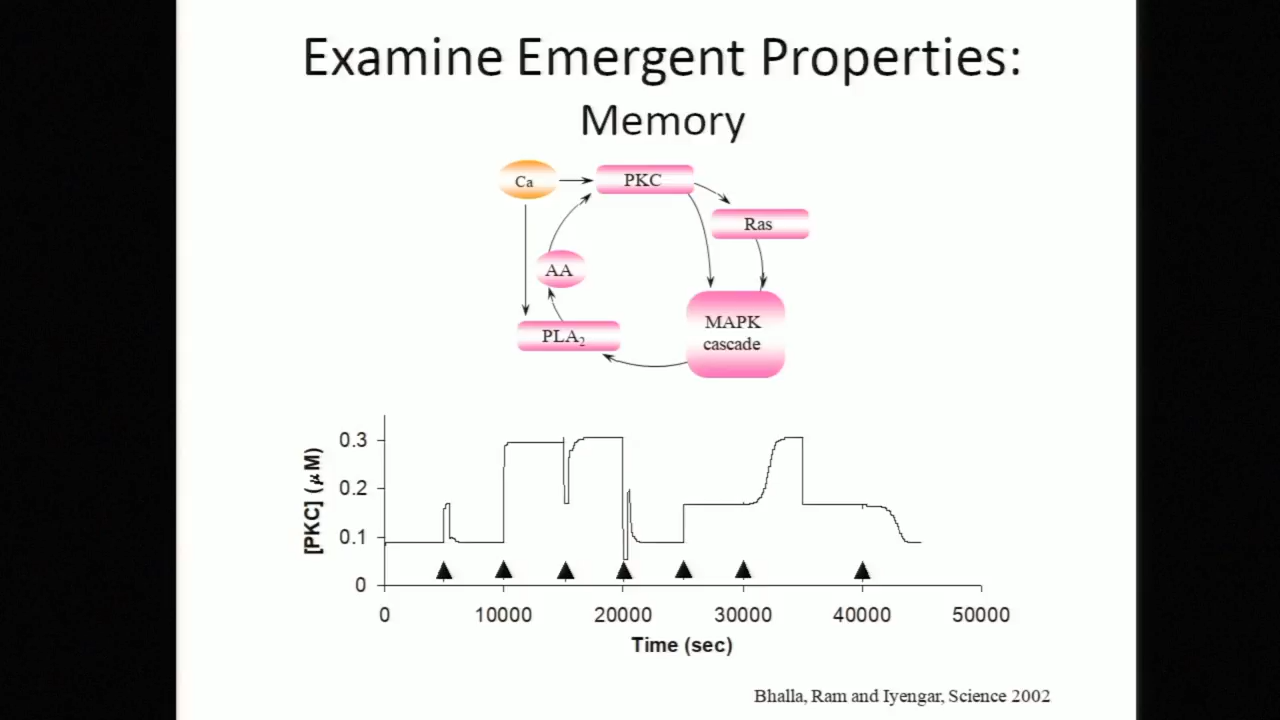 Examine Emergent Properties:
Memory
Ca
PKC
Ras
AA
PLA₂
MAPK
cascade
[PKC] (μM)
0.3
0.2
0.1
0
0 10000 20000 30000 40000 50000
Time (sec)
Bhalla, Ram and Iyengar, Science 2002